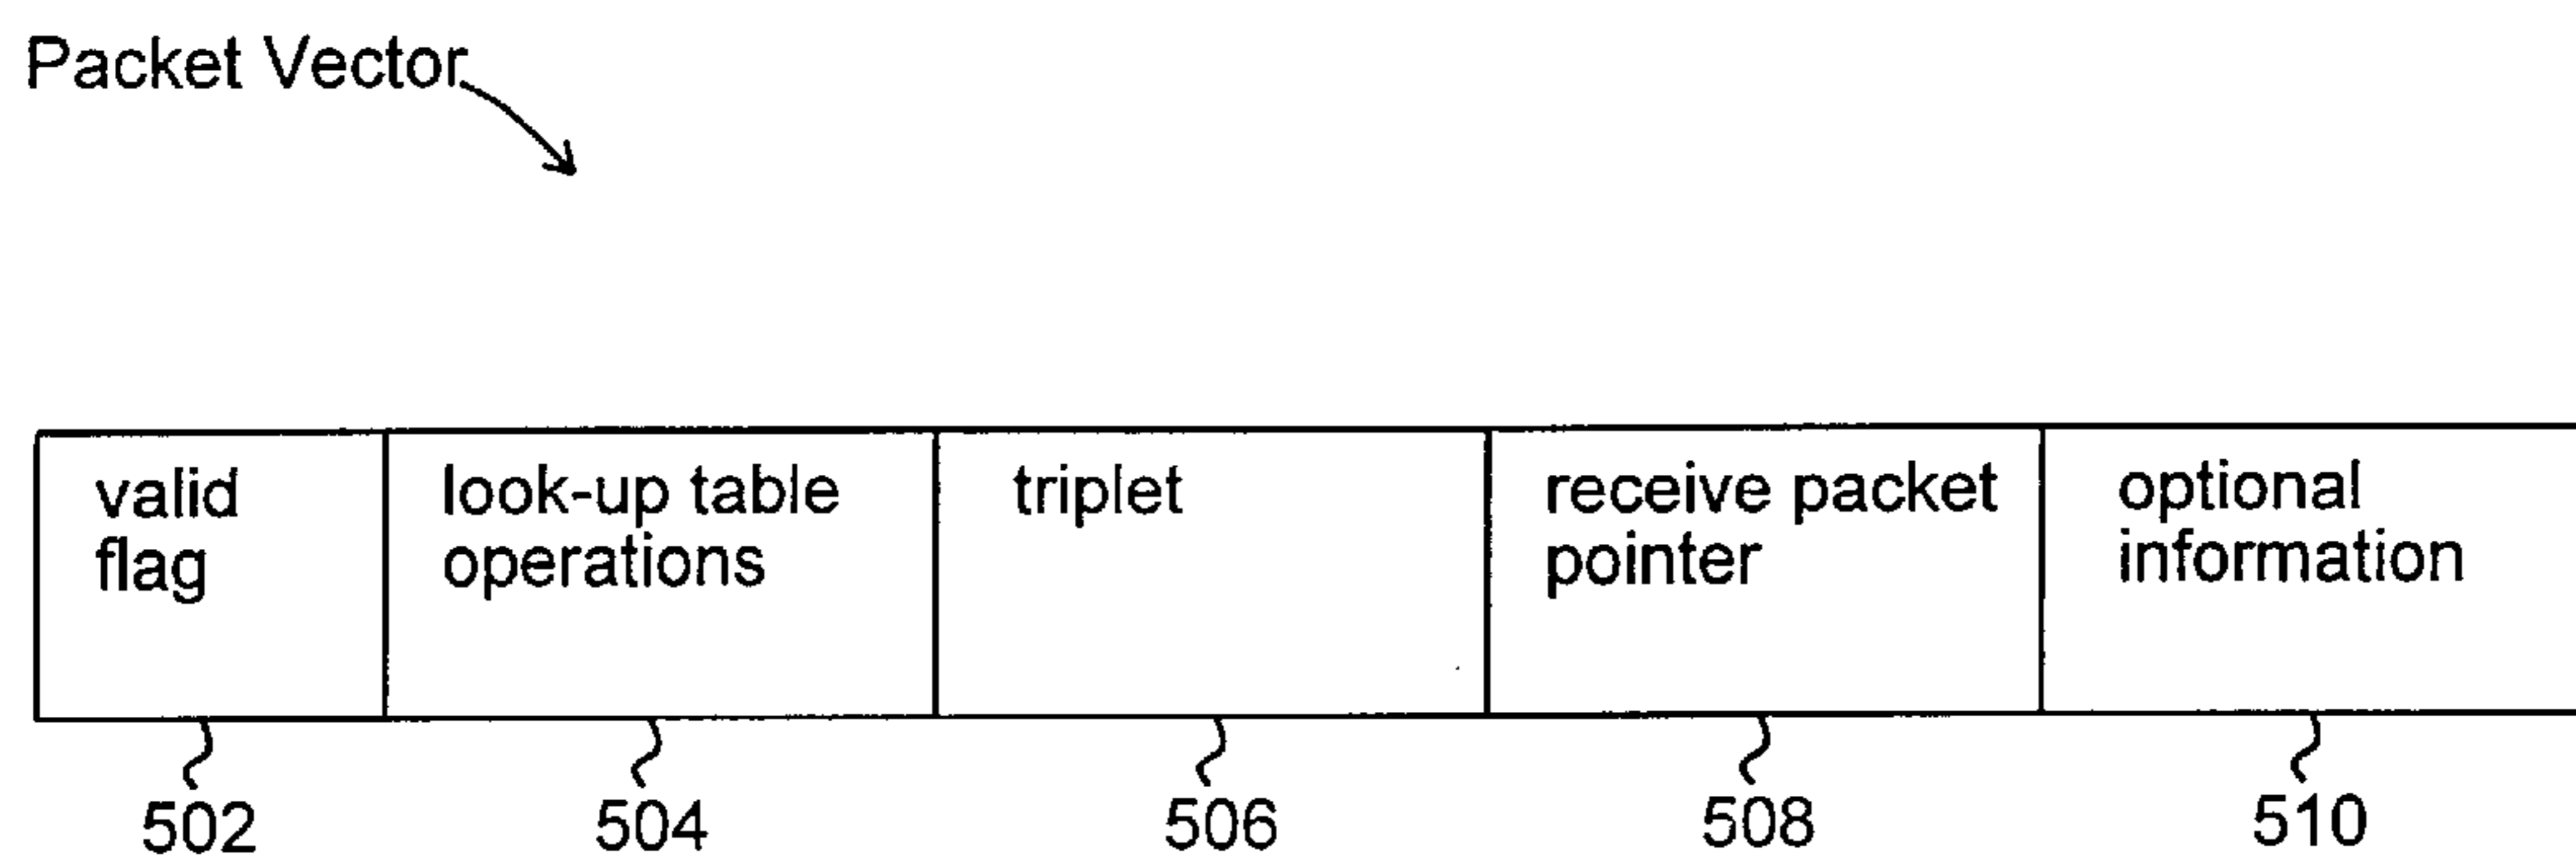 Packet Vector
valid
flag
look-up table
operations
triplet
receive packet
pointer
optional
information
502
504
506
508
510